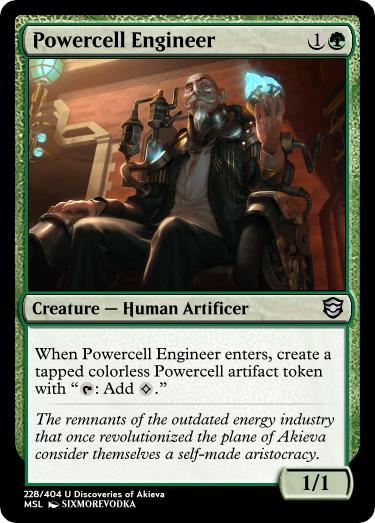 Powercell Engineer 1
Creature — Human Artificer
When Powercell Engineer enters, create a
tapped colorless Powercell artifact token
with “: Add .”
The remnants of the outdated energy industry
that once revolutionized the plane of Akieva
consider themselves a self-made aristocracy.
1/1
228/404 U Discoveries of Akieva
MSL SIXMOREVODKA